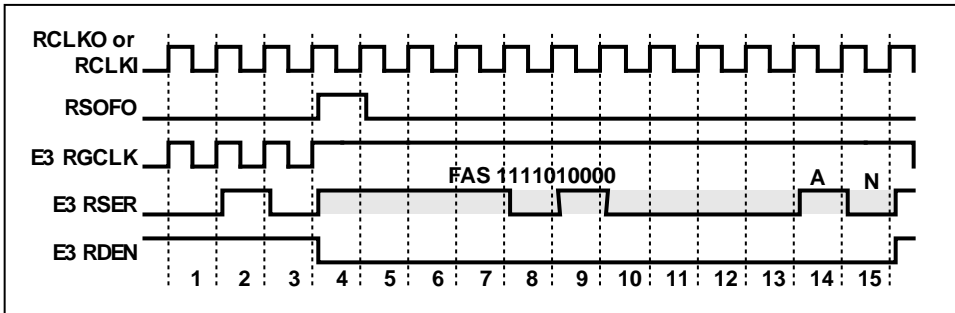 RCLKO or
RCLKI
RSOFO
E3 RGCLK
FAS 1111010000
A N
E3 RSER
E3 RDEN
1 2 3 4 5 6 7 8 9 10 11 12 13 14 15